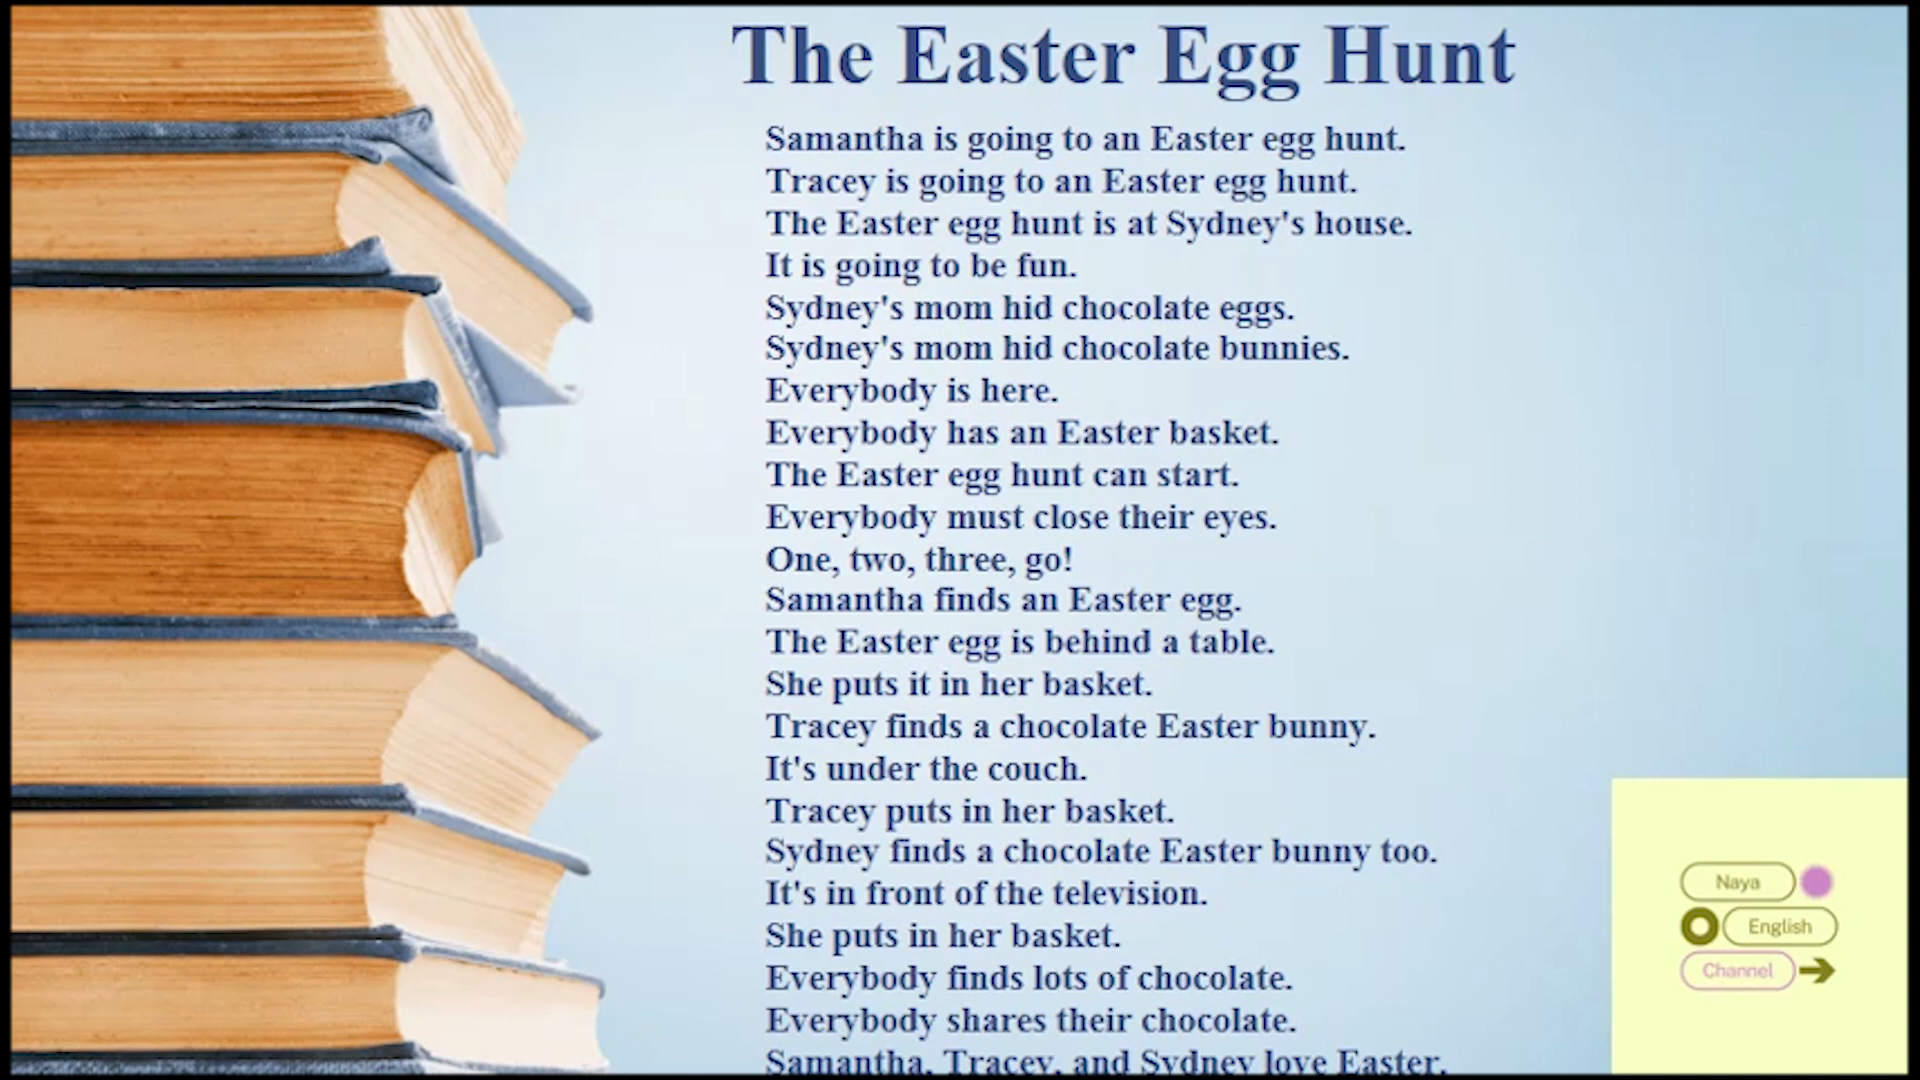 The Easter Egg Hunt
Samantha is going to an Easter egg hunt.
Tracey is going to an Easter egg hunt.
The Easter egg hunt is at Sydney's house.
It is going to be fun.
Sydney's mom hid chocolate eggs.
Sydney's mom hid chocolate bunnies.
Everybody is here.
Everybody has an Easter basket.
The Easter egg hunt can start.
Everybody must close their eyes.
One, two, three, go!
Samantha finds an Easter egg.
The Easter egg is behind a table.
She puts it in her basket.
Tracey finds a chocolate Easter bunny.
It's under the couch.
Tracey puts in her basket.
Sydney finds a chocolate Easter bunny too.
It's in front of the television.
She puts in her basket.
Everybody finds lots of chocolate.
Everybody shares their chocolate.
Samantha, Tracey, and Sydney love Easter.
Naya
English
Channel